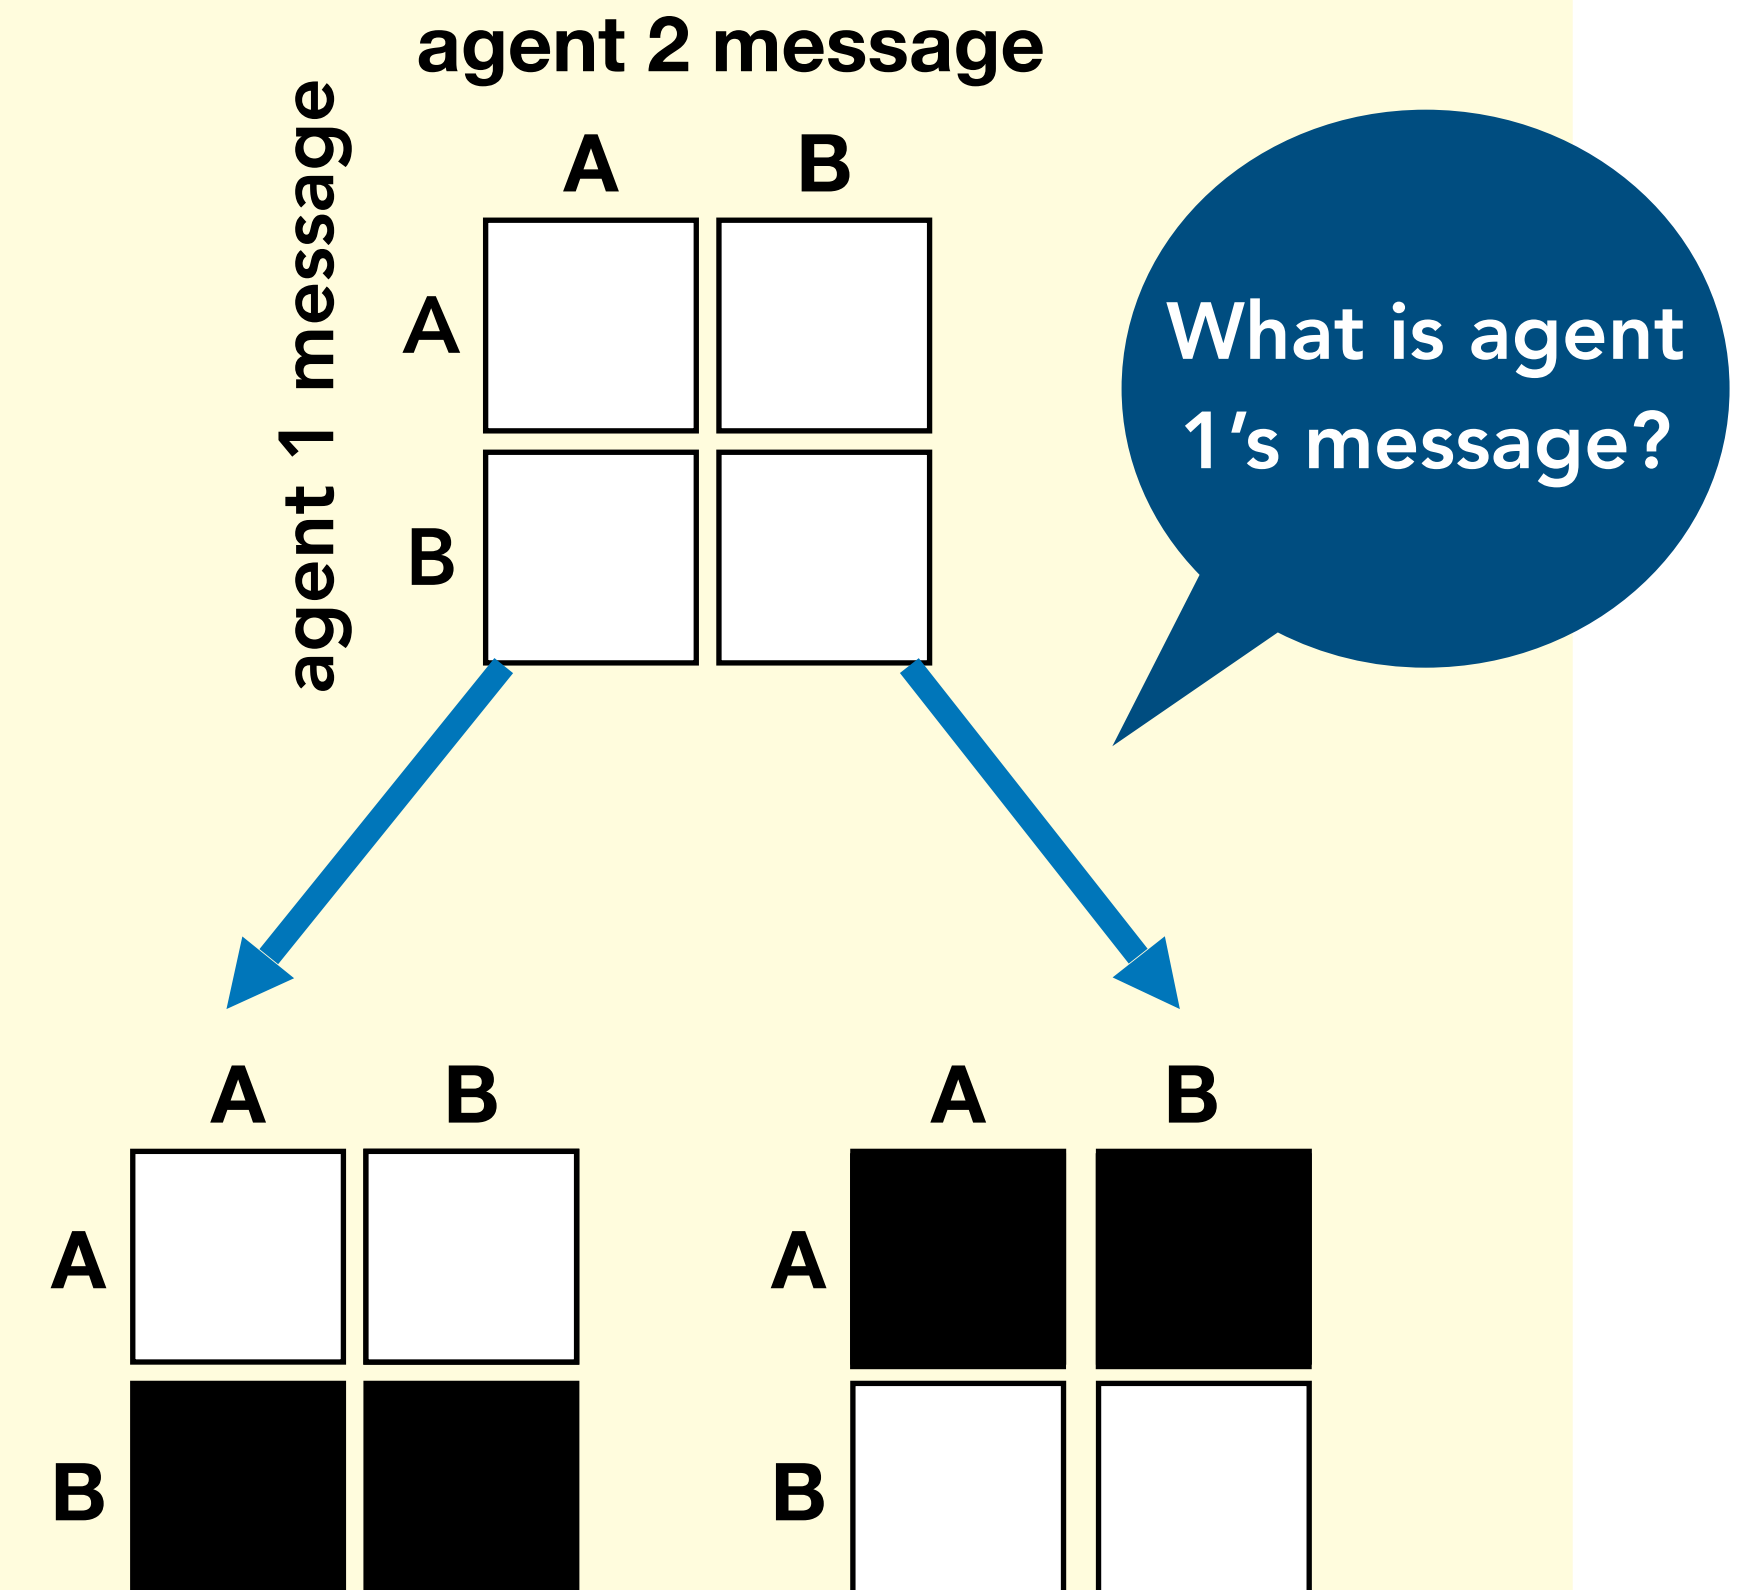 agent 2 message
agent 1 message
A B
A
B
What is agent
1’s message?
A B
A
B
A B
A
B